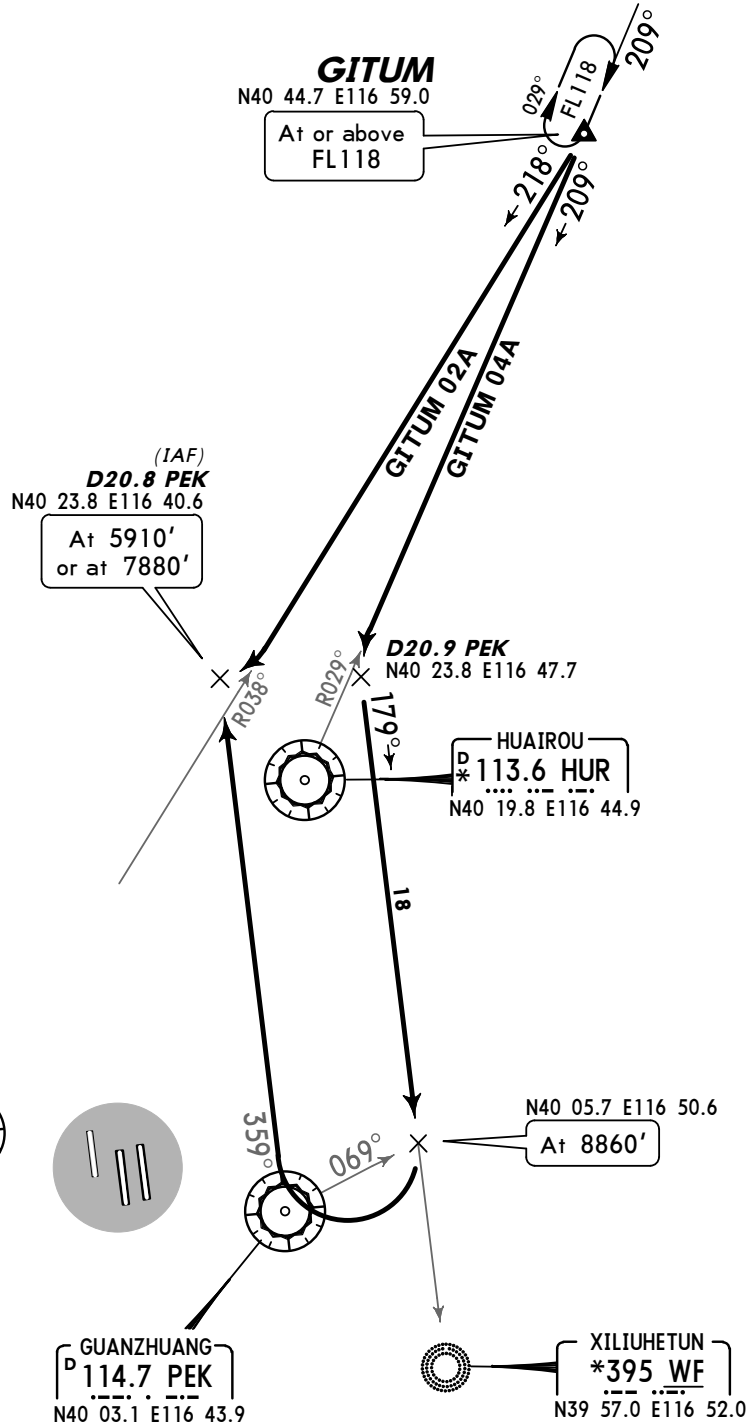 GITUM
N40 44.7 E116 59.0
At or above
FL118
029°
FL118
209°
218°
209°
GITUM 02A
GITUM 04A
(IAF)
D20.8 PEK
N40 23.8 E116 40.6
At 5910'
or at 7880'
R038°
R029°
D20.9 PEK
N40 23.8 E116 47.7
179°
HUAIROU
D
* 113.6 HUR
N40 19.8 E116 44.9
18
N40 05.7 E116 50.6
At 8860'
359°
069°
GUANZHUANG
D 114.7 PEK
N40 03.1 E116 43.9
XILIUHETUN
*395 WF
N39 57.0 E116 52.0